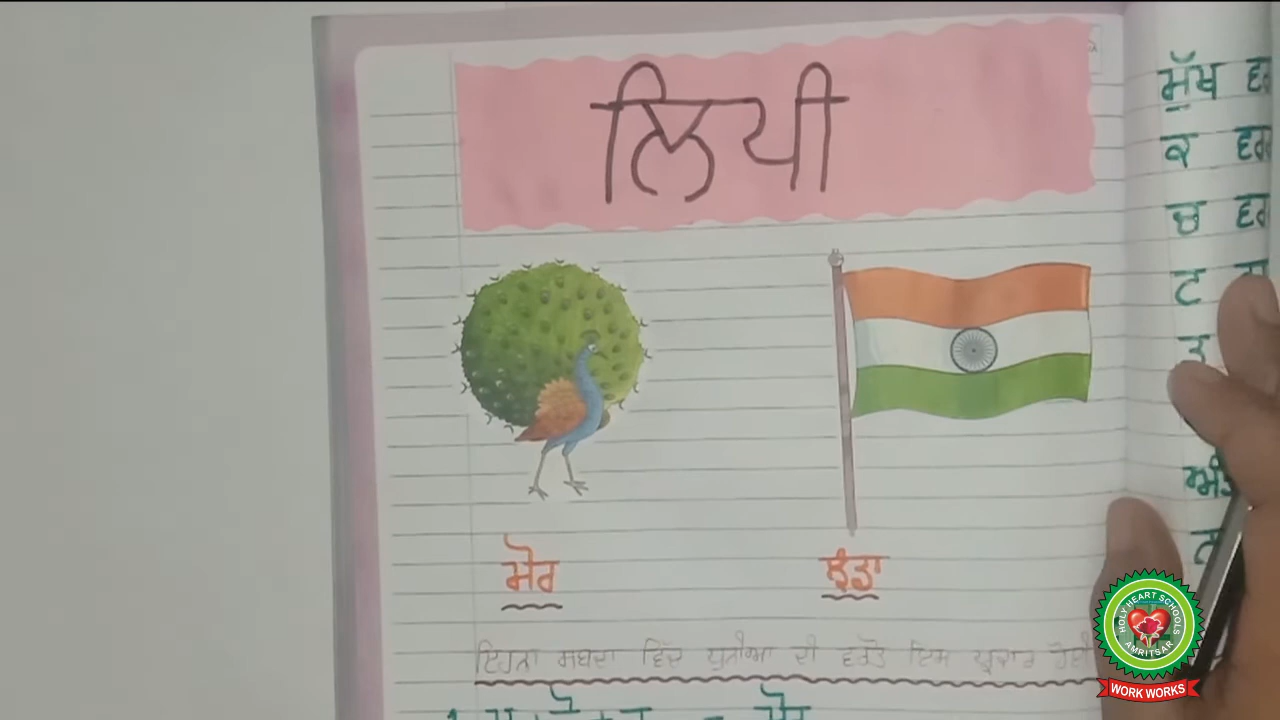 ਲਿਪੀ
ਮੋਰ
ਝੰਡਾ
ਇਹਨਾਂ ਸ਼ਬਦਾਂ ਵਿੱਚ ਧੁਨੀਆਂ ਦੀ ਵਰਤੋਂ ਇਸ ਪ੍ਰਕਾਰ ਹੋਈ
ਮੁੱਖ
ਕ
ਚ
ਟ
HOLY HEART SCHOOLS
AMRITSAR
WORK WORKS